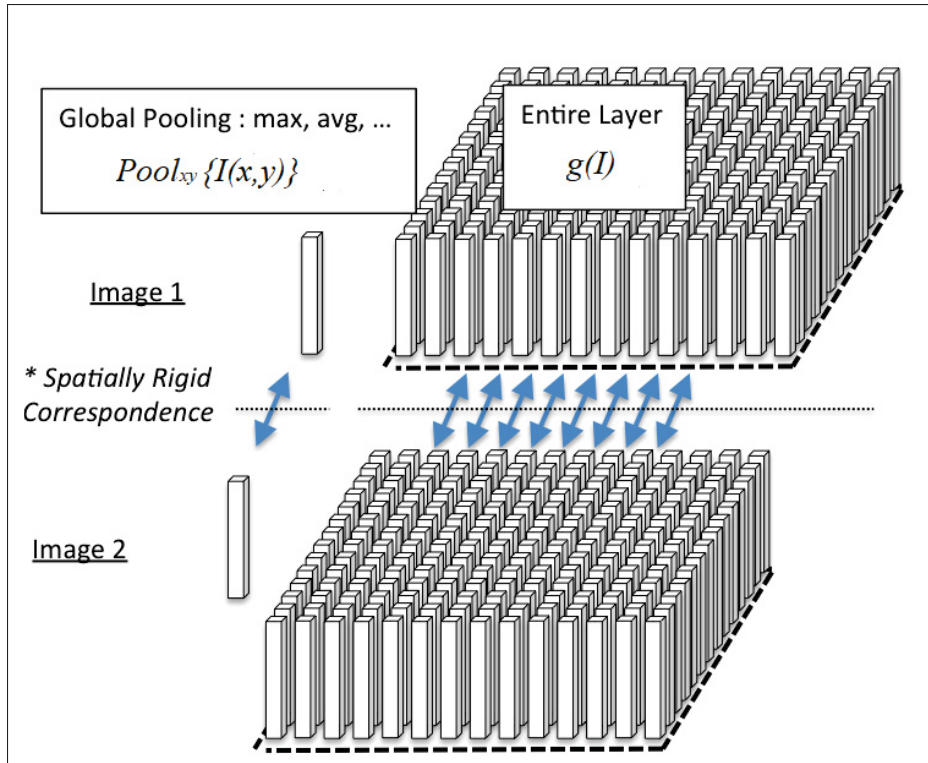 Global Pooling : max, avg, ...
Pool_xy {I(x,y)}
Entire Layer
g(I)
Image 1
* Spatially Rigid
Correspondence
Image 2